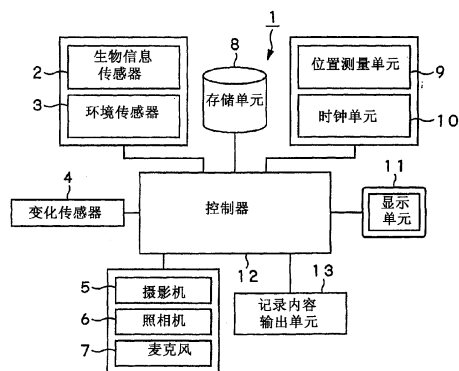 1
8
2
生物信息
传感器
3
环境传感器
存储单元
位置测量单元
9
时钟单元
10
4
变化传感器
控制器
11
显示
单元
12
5
摄影机
6
照相机
7
麦克风
13
记录内容
输出单元